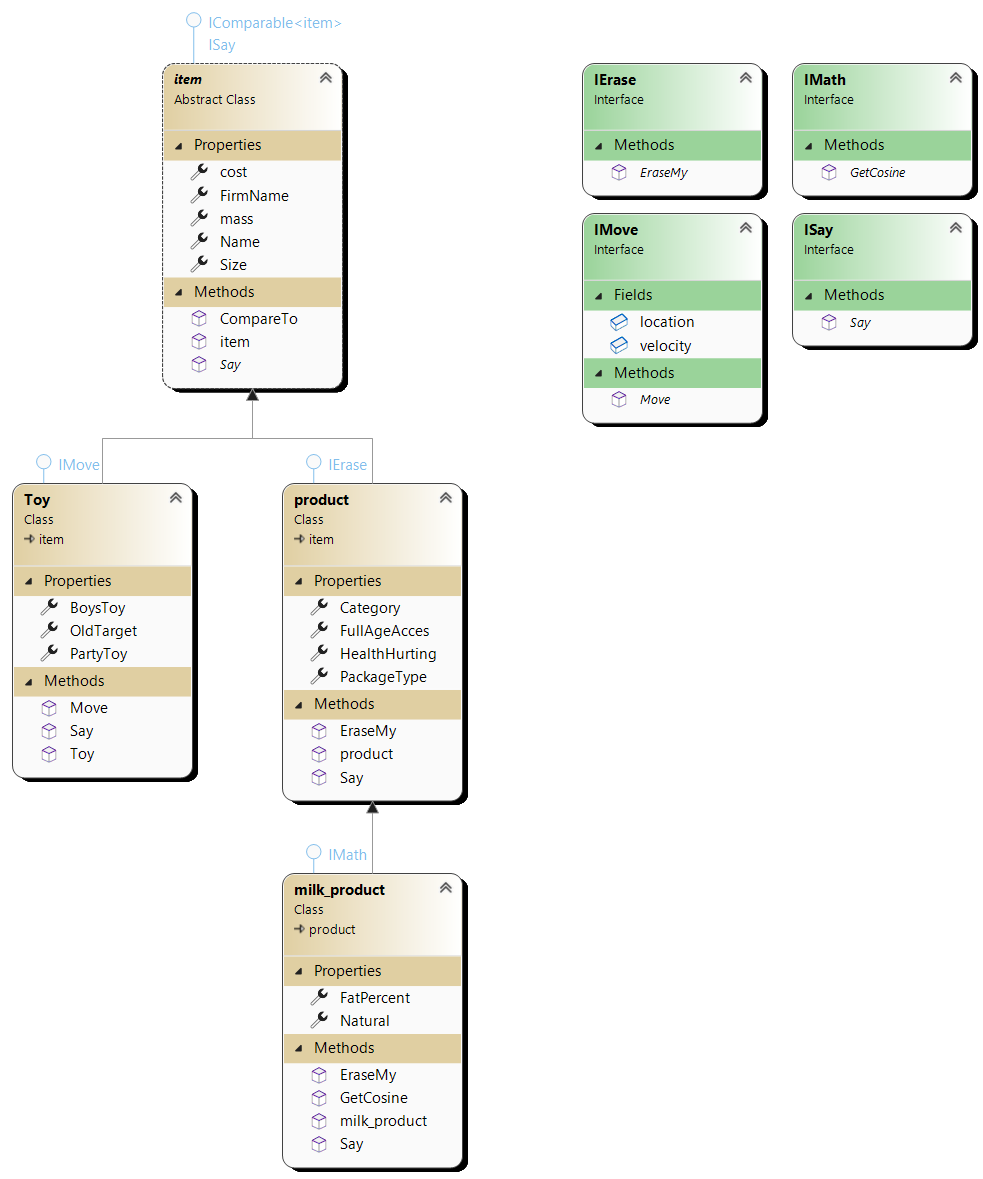 IComparable<item>
ISay
item
Abstract Class
Properties
cost
FirmName
mass
Name
Size
Methods
CompareTo
item
Say
IErase
Interface
Methods
EraseMy
IMath
Interface
Methods
GetCosine
IMove
Interface
Fields
location
velocity
Methods
Move
ISay
Interface
Methods
Say
IMove
Toy
Class
item
Properties
BoysToy
OldTarget
PartyToy
Methods
Move
Say
Toy
IErase
product
Class
item
Properties
Category
FullAgeAcces
HealthHurting
PackageType
Methods
EraseMy
product
Say
IMath
milk_product
Class
product
Properties
FatPercent
Natural
Methods
EraseMy
GetCosine
milk_product
Say